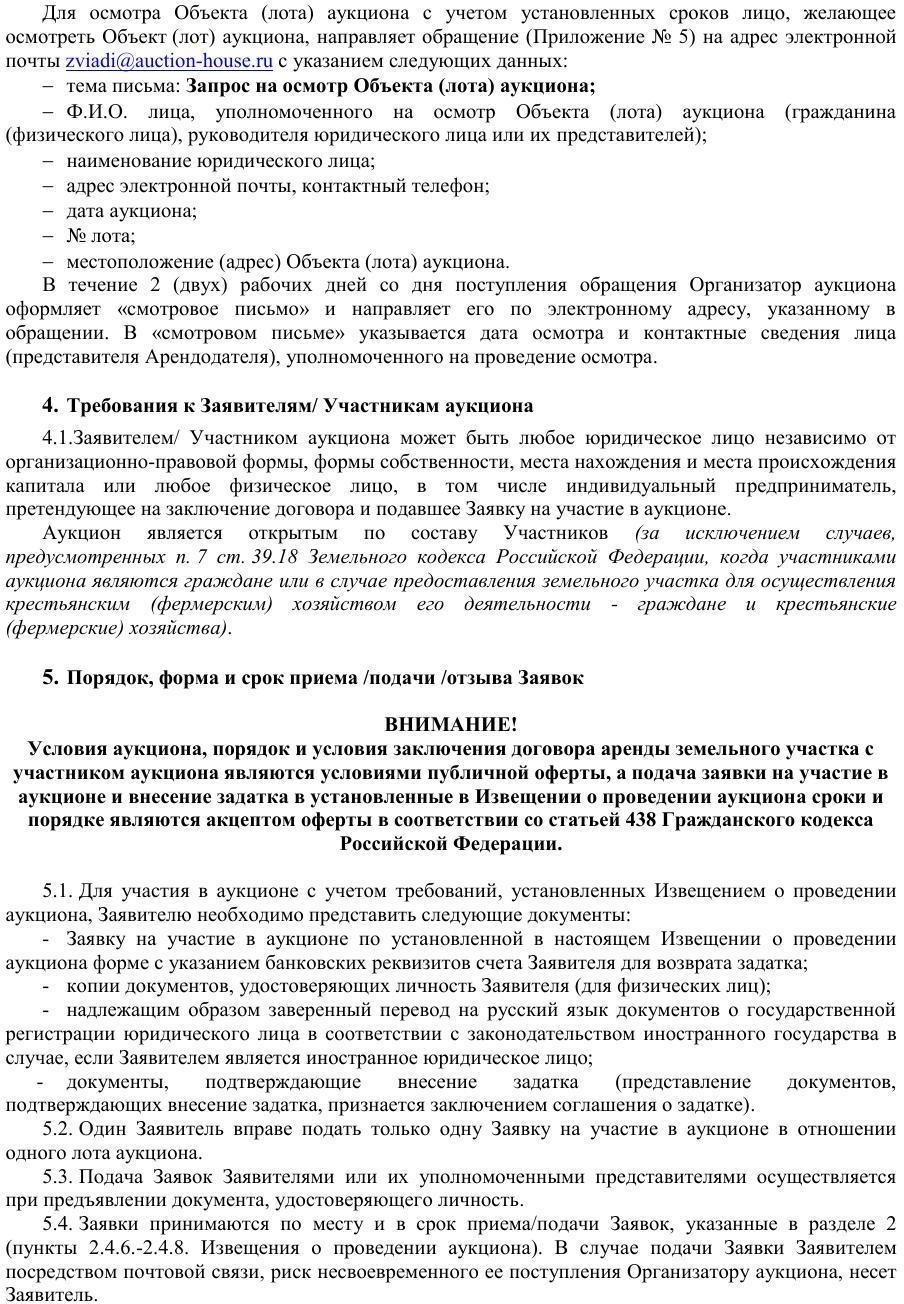 Для осмотра Объекта (лота) аукциона с учетом установленных сроков лицо, желающее
осмотреть Объект (лот) аукциона, направляет обращение (Приложение № 5) на адрес электронной
почты zviadi@auction-house.ru с указанием следующих данных:
– тема письма: Запрос на осмотр Объекта (лота) аукциона;
– Ф.И.О. лица, уполномоченного на осмотр Объекта (лота) аукциона (гражданина
(физического лица), руководителя юридического лица или их представителей);
– наименование юридического лица;
– адрес электронной почты, контактный телефон;
– дата аукциона;
– № лота;
– местоположение (адрес) Объекта (лота) аукциона.
В течение 2 (двух) рабочих дней со дня поступления обращения Организатор аукциона
оформляет «смотровое письмо» и направляет его по электронному адресу, указанному в
обращении. В «смотровом письме» указывается дата осмотра и контактные сведения лица
(представителя Арендодателя), уполномоченного на проведение осмотра.
4. Требования к Заявителям/ Участникам аукциона
4.1.Заявителем/ Участником аукциона может быть любое юридическое лицо независимо от
организационно-правовой формы, формы собственности, места нахождения и места происхождения
капитала или любое физическое лицо, в том числе индивидуальный предприниматель,
претендующее на заключение договора и подавшее Заявку на участие в аукционе.
Аукцион является открытым по составу Участников (за исключением случаев,
предусмотренных п. 7 ст. 39.18 Земельного кодекса Российской Федерации, когда участниками
аукциона являются граждане или в случае предоставления земельного участка для осуществления
крестьянским (фермерским) хозяйством его деятельности - граждане и крестьянские
(фермерские) хозяйства).
5. Порядок, форма и срок приема /подачи /отзыва Заявок
ВНИМАНИЕ!
Условия аукциона, порядок и условия заключения договора аренды земельного участка с
участником аукциона являются условиями публичной оферты, а подача заявки на участие в
аукционе и внесение задатка в установленные в Извещении о проведении аукциона сроки и
порядке являются акцептом оферты в соответствии со статьей 438 Гражданского кодекса
Российской Федерации.
5.1. Для участия в аукционе с учетом требований, установленных Извещением о проведении
аукциона, Заявителю необходимо представить следующие документы:
- Заявку на участие в аукционе по установленной в настоящем Извещении о проведении
аукциона форме с указанием банковских реквизитов счета Заявителя для возврата задатка;
- копии документов, удостоверяющих личность Заявителя (для физических лиц);
- надлежащим образом заверенный перевод на русский язык документов о государственной
регистрации юридического лица в соответствии с законодательством иностранного государства в
случае, если Заявителем является иностранное юридическое лицо;
- документы, подтверждающие внесение задатка (представление документов,
подтверждающих внесение задатка, признается заключением соглашения о задатке).
5.2. Один Заявитель вправе подать только одну Заявку на участие в аукционе в отношении
одного лота аукциона.
5.3. Подача Заявок Заявителями или их уполномоченными представителями осуществляется
при предъявлении документа, удостоверяющего личность.
5.4. Заявки принимаются по месту и в срок приема/подачи Заявок, указанные в разделе 2
(пункты 2.4.6.-2.4.8. Извещения о проведении аукциона). В случае подачи Заявки Заявителем
посредством почтовой связи, риск несвоевременного ее поступления Организатору аукциона, несет
Заявитель.